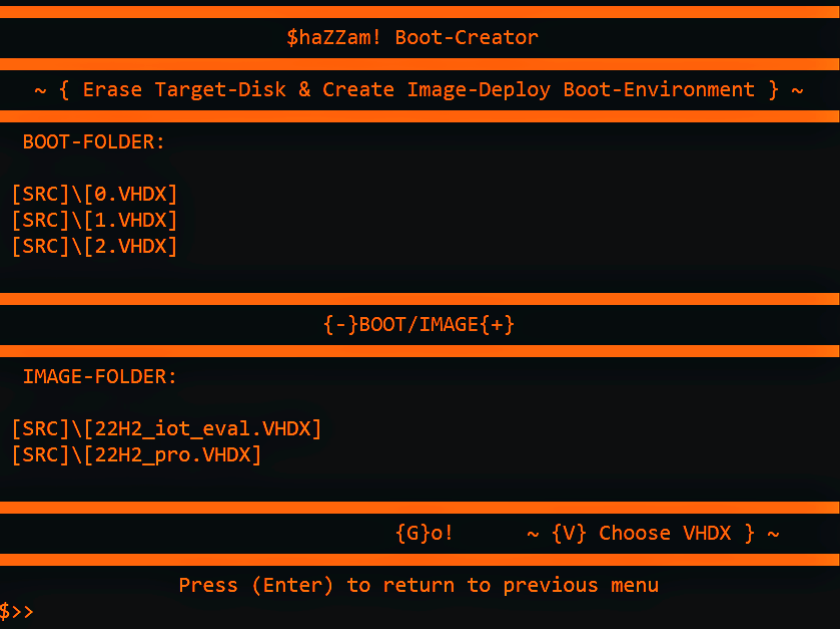 $haZZam! Boot-Creator
~ { Erase Target-Disk & Create Image-Deploy Boot-Environment } ~
BOOT-FOLDER:
[SRC]\[0.VHDX]
[SRC]\[1.VHDX]
[SRC]\[2.VHDX]
{-}BOOT/IMAGE{+}
IMAGE-FOLDER:
[SRC]\[22H2_iot_eval.VHDX]
[SRC]\[22H2_pro.VHDX]
{G}o! ~ {V} Choose VHDX } ~
Press (Enter) to return to previous menu
$>>